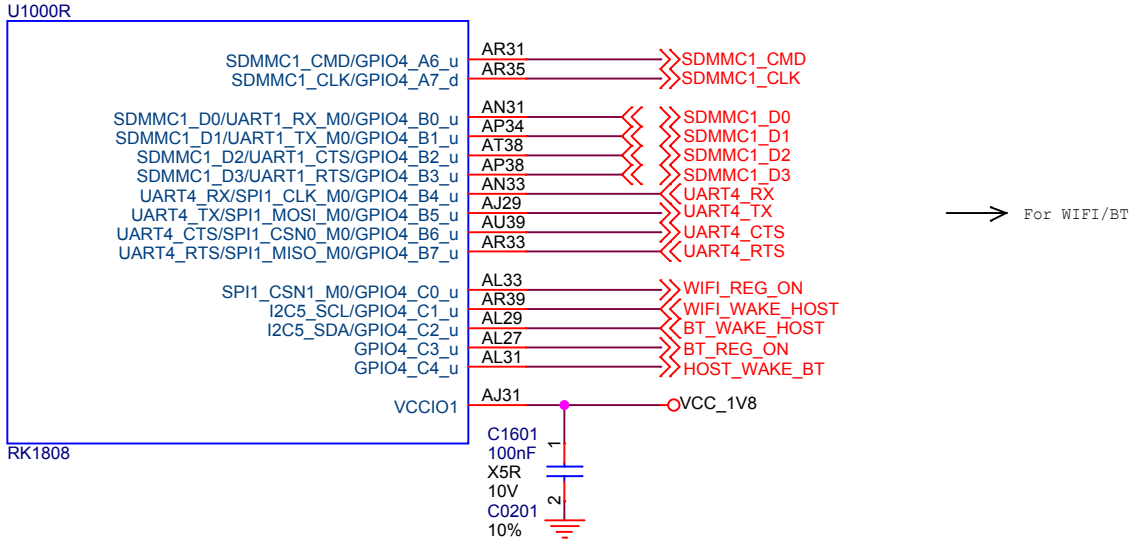 U1000R
SDMMC1_CMD/GPIO4_A6_u AR31 SDMMC1_CMD
SDMMC1_CLK/GPIO4_A7_d AR35 SDMMC1_CLK
SDMMC1_D0/UART1_RX_M0/GPIO4_B0_u AN31 SDMMC1_D0
SDMMC1_D1/UART1_TX_M0/GPIO4_B1_u AP34 SDMMC1_D1
SDMMC1_D2/UART1_CTS/GPIO4_B2_u AT38 SDMMC1_D2
SDMMC1_D3/UART1_RTS/GPIO4_B3_u AP38 SDMMC1_D3
UART4_RX/SPI1_CLK_M0/GPIO4_B4_u AN33 UART4_RX
UART4_TX/SPI1_MOSI_M0/GPIO4_B5_u AJ29 UART4_TX For WIFI/BT
UART4_CTS/SPI1_CSN0_M0/GPIO4_B6_u AU39 UART4_CTS
UART4_RTS/SPI1_MISO_M0/GPIO4_B7_u AR33 UART4_RTS
SPI1_CSN1_M0/GPIO4_C0_u AL33 WIFI_REG_ON
I2C5_SCL/GPIO4_C1_u AR39 WIFI_WAKE_HOST
I2C5_SDA/GPIO4_C2_u AL29 BT_WAKE_HOST
GPIO4_C3_u AL27 BT_REG_ON
GPIO4_C4_u AL31 HOST_WAKE_BT
VCCIO1 AJ31 VCC_1V8
RK1808
C1601 1
100nF
X5R
10V
C0201 2
10%